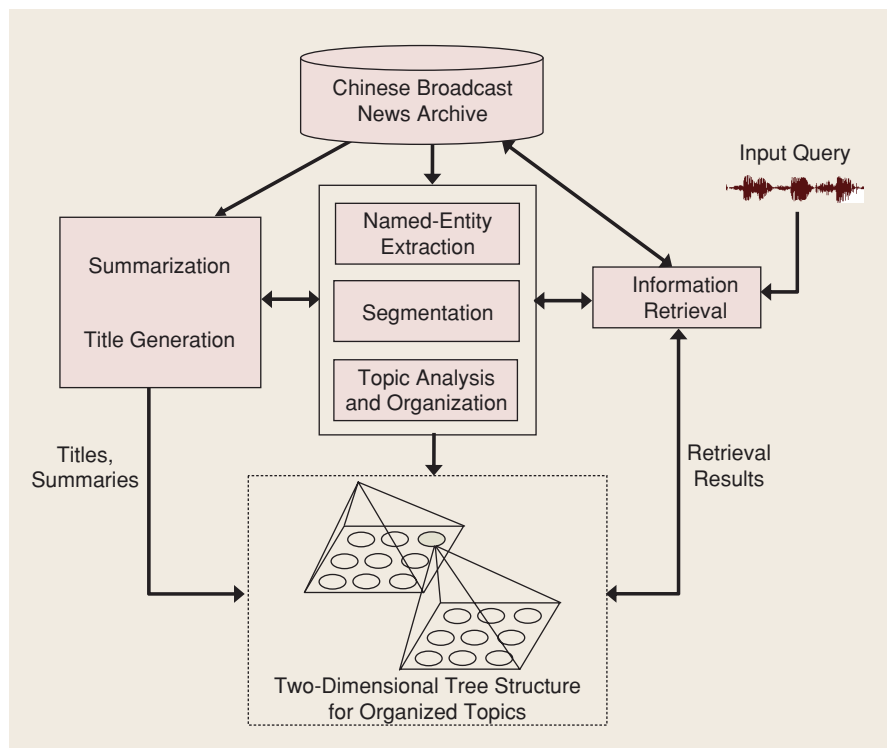 Chinese Broadcast
News Archive
Input Query
Named-Entity
Extraction
Summarization
Title Generation
Segmentation
Information
Retrieval
Topic Analysis
and Organization
Titles,
Summaries
Retrieval
Results
Two-Dimensional Tree Structure
for Organized Topics